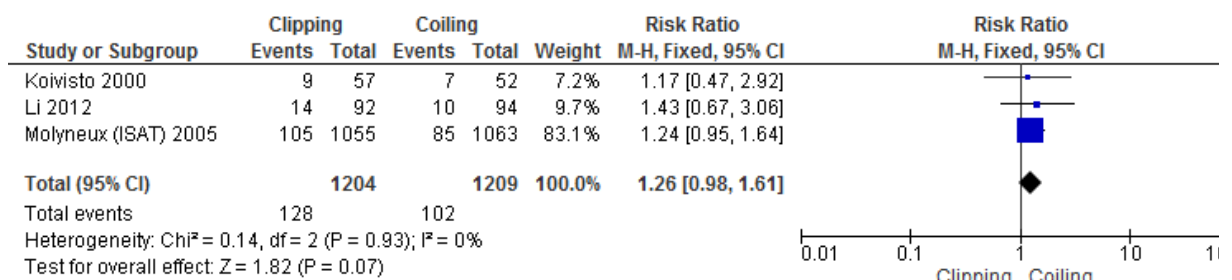 Clipping Coiling Risk Ratio Risk Ratio
Study or Subgroup Events Total Events Total Weight M-H, Fixed, 95% CI M-H, Fixed, 95% CI
Koivisto 2000 9 57 7 52 7.2% 1.17 [0.47, 2.92]
Li 2012 14 92 10 94 9.7% 1.43 [0.67, 3.06]
Molyneux (ISAT) 2005 105 1055 85 1063 83.1% 1.24 [0.95, 1.64]
Total (95% CI) 1204 1209 100.0% 1.26 [0.98, 1.61]
Total events 128 102
Heterogeneity: Chi² = 0.14, df = 2 (P = 0.93); I² = 0%
Test for overall effect: Z = 1.82 (P = 0.07)
0.01 0.1 1 10
Clipping Coiling